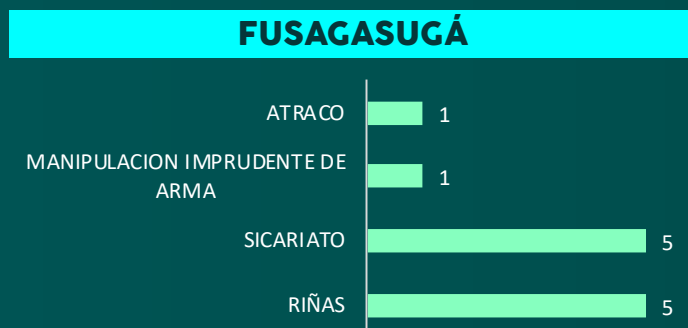 FUSAGASUGÁ
ATRACO 1
MANIPULACION IMPRUDENTE DE
ARMA 1
SICARIATO 5
RIÑAS 5